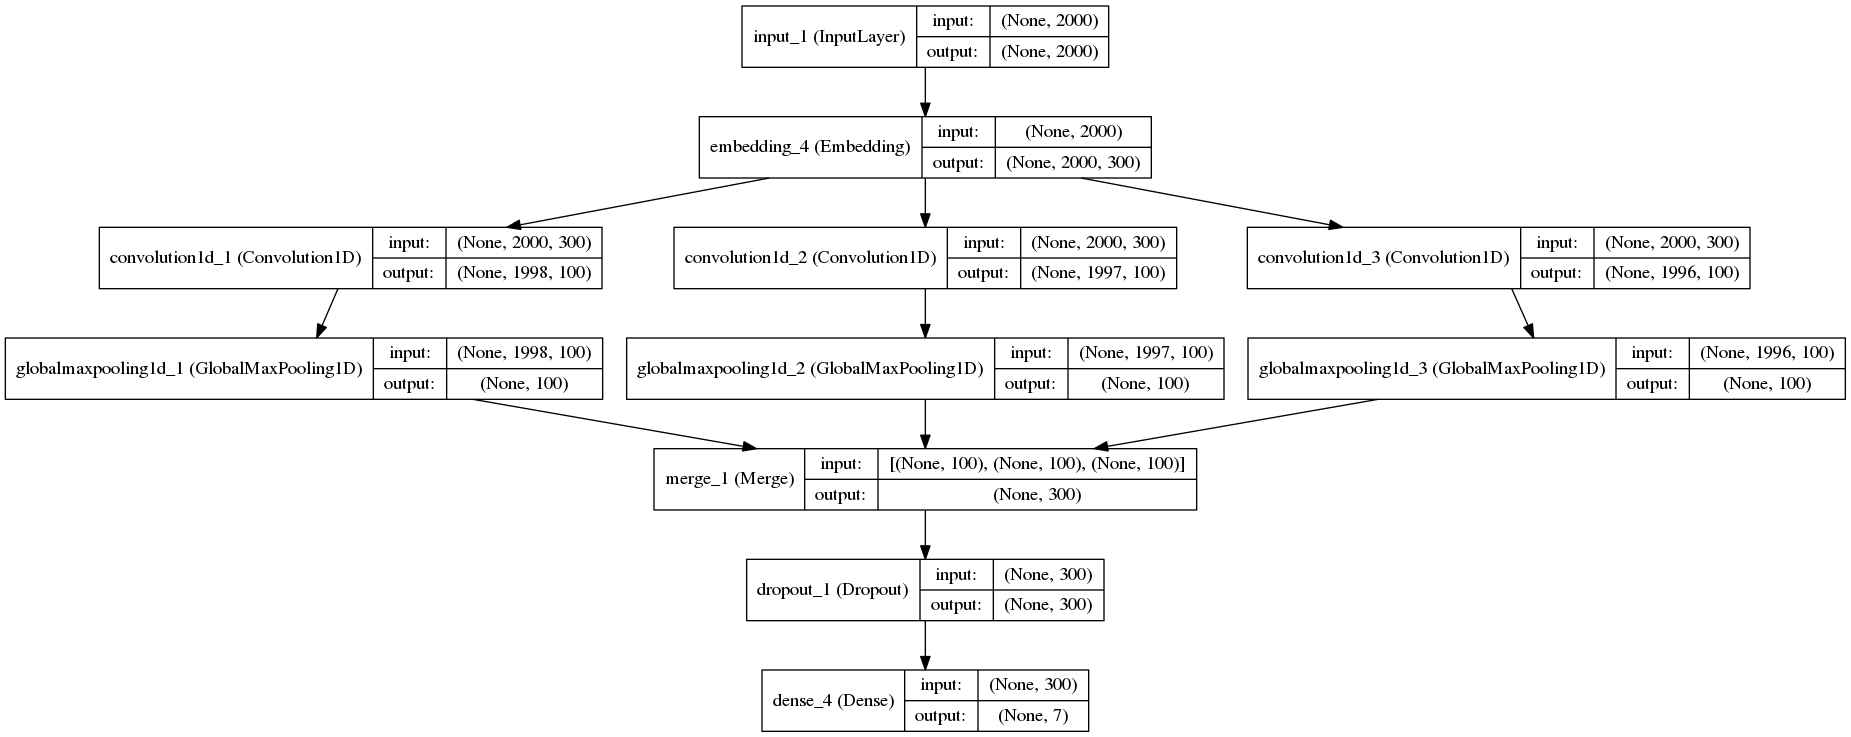 input_1 (InputLayer)
input:
(None, 2000)
output:
(None, 2000)
embedding_4 (Embedding)
input:
(None, 2000)
output:
(None, 2000, 300)
convolution1d_1 (Convolution1D)
input:
(None, 2000, 300)
output:
(None, 1998, 100)
convolution1d_2 (Convolution1D)
input:
(None, 2000, 300)
output:
(None, 1997, 100)
convolution1d_3 (Convolution1D)
input:
(None, 2000, 300)
output:
(None, 1996, 100)
globalmaxpooling1d_1 (GlobalMaxPooling1D)
input:
(None, 1998, 100)
output:
(None, 100)
globalmaxpooling1d_2 (GlobalMaxPooling1D)
input:
(None, 1997, 100)
output:
(None, 100)
globalmaxpooling1d_3 (GlobalMaxPooling1D)
input:
(None, 1996, 100)
output:
(None, 100)
merge_1 (Merge)
input:
[(None, 100), (None, 100), (None, 100)]
output:
(None, 300)
dropout_1 (Dropout)
input:
(None, 300)
output:
(None, 300)
dense_4 (Dense)
input:
(None, 300)
output:
(None, 7)